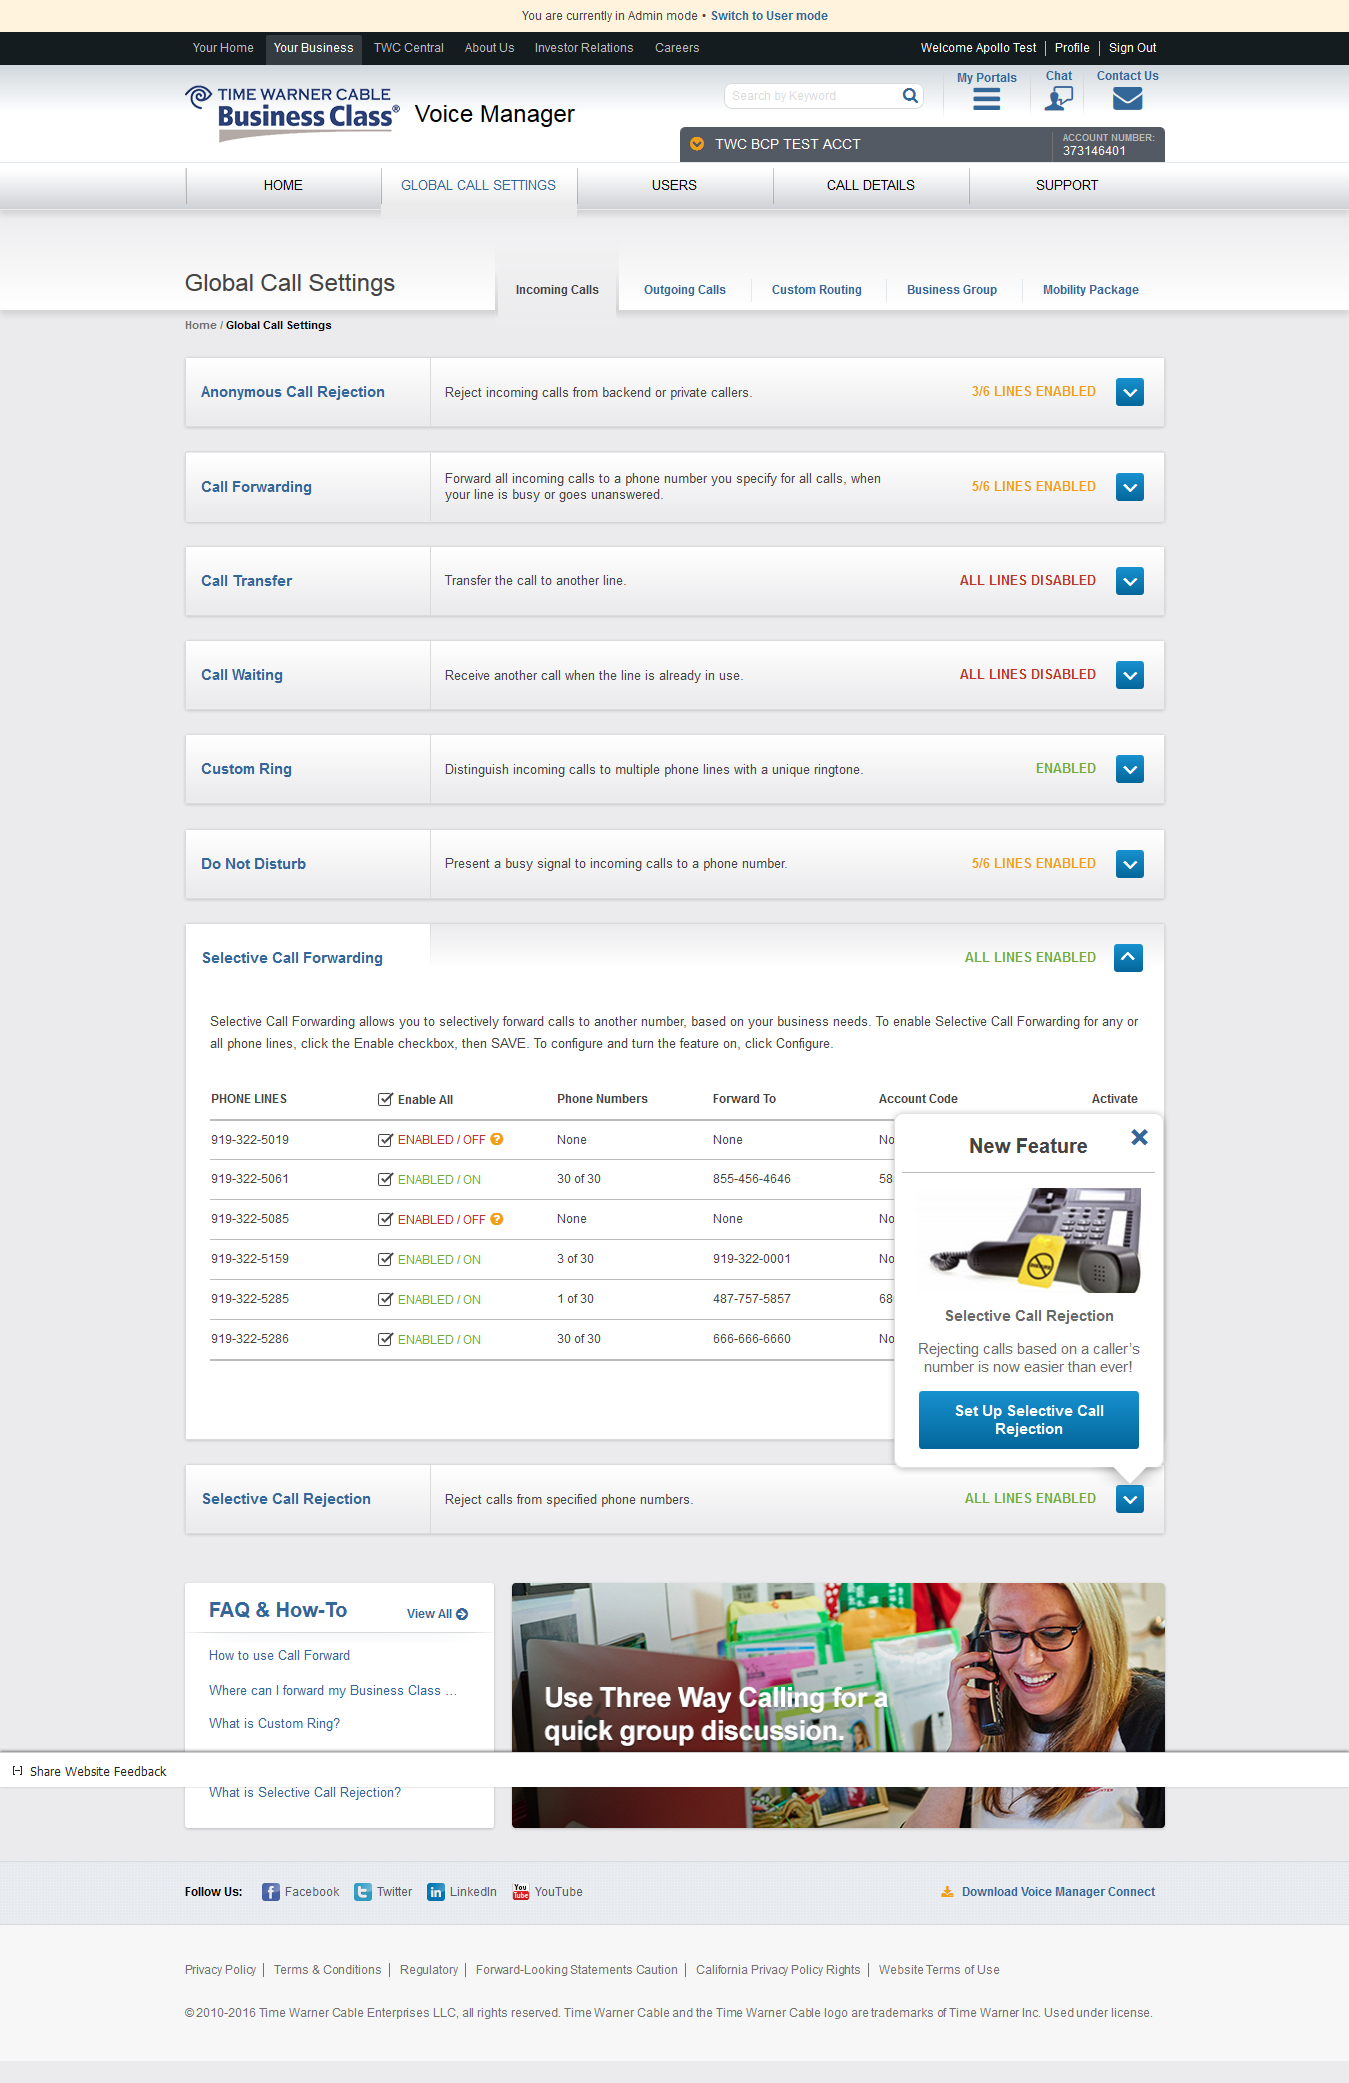 You are currently in Admin mode • Switch to User mode
Your Home Your Business TWC Central About Us Investor Relations Careers Welcome Apollo Test Profile Sign Out
TIME WARNER CABLE
Business Class®
Voice Manager
Search by Keyword
My Portals Chat Contact Us
TWC BCP TEST ACCT
ACCOUNT NUMBER:
373146401
HOME GLOBAL CALL SETTINGS USERS CALL DETAILS SUPPORT
Global Call Settings
Incoming Calls Outgoing Calls Custom Routing Business Group Mobility Package
Home / Global Call Settings
Anonymous Call Rejection Reject incoming calls from backend or private callers. 3/6 LINES ENABLED
Call Forwarding
Forward all incoming calls to a phone number you specify for all calls, when
your line is busy or goes unanswered.
5/6 LINES ENABLED
Call Transfer Transfer the call to another line. ALL LINES DISABLED
Call Waiting Receive another call when the line is already in use. ALL LINES DISABLED
Custom Ring Distinguish incoming calls to multiple phone lines with a unique ringtone. ENABLED
Do Not Disturb Present a busy signal to incoming calls to a phone number. 5/6 LINES ENABLED
Selective Call Forwarding ALL LINES ENABLED
Selective Call Forwarding allows you to selectively forward calls to another number, based on your business needs. To enable Selective Call Forwarding for any or
all phone lines, click the Enable checkbox, then SAVE. To configure and turn the feature on, click Configure.
PHONE LINES Enable All Phone Numbers Forward To Account Code Activate
919-322-5019 ENABLED / OFF ? None None No
919-322-5061 ENABLED / ON 30 of 30 855-456-4646 58
919-322-5085 ENABLED / OFF ? None None No
919-322-5159 ENABLED / ON 3 of 30 919-322-0001 No
919-322-5285 ENABLED / ON 1 of 30 487-757-5857 68
919-322-5286 ENABLED / ON 30 of 30 666-666-6660 No
New Feature
Selective Call Rejection
Rejecting calls based on a caller's
number is now easier than ever!
Set Up Selective Call
Rejection
Selective Call Rejection Reject calls from specified phone numbers. ALL LINES ENABLED
FAQ & How-To View All
How to use Call Forward
Where can I forward my Business Class ...
What is Custom Ring?
What is Selective Call Rejection?
Use Three Way Calling for a
quick group discussion.
[-] Share Website Feedback
Follow Us: Facebook Twitter LinkedIn YouTube Download Voice Manager Connect
Privacy Policy Terms & Conditions Regulatory Forward-Looking Statements Caution California Privacy Policy Rights Website Terms of Use
© 2010-2016 Time Warner Cable Enterprises LLC, all rights reserved. Time Warner Cable and the Time Warner Cable logo are trademarks of Time Warner Inc. Used under license.